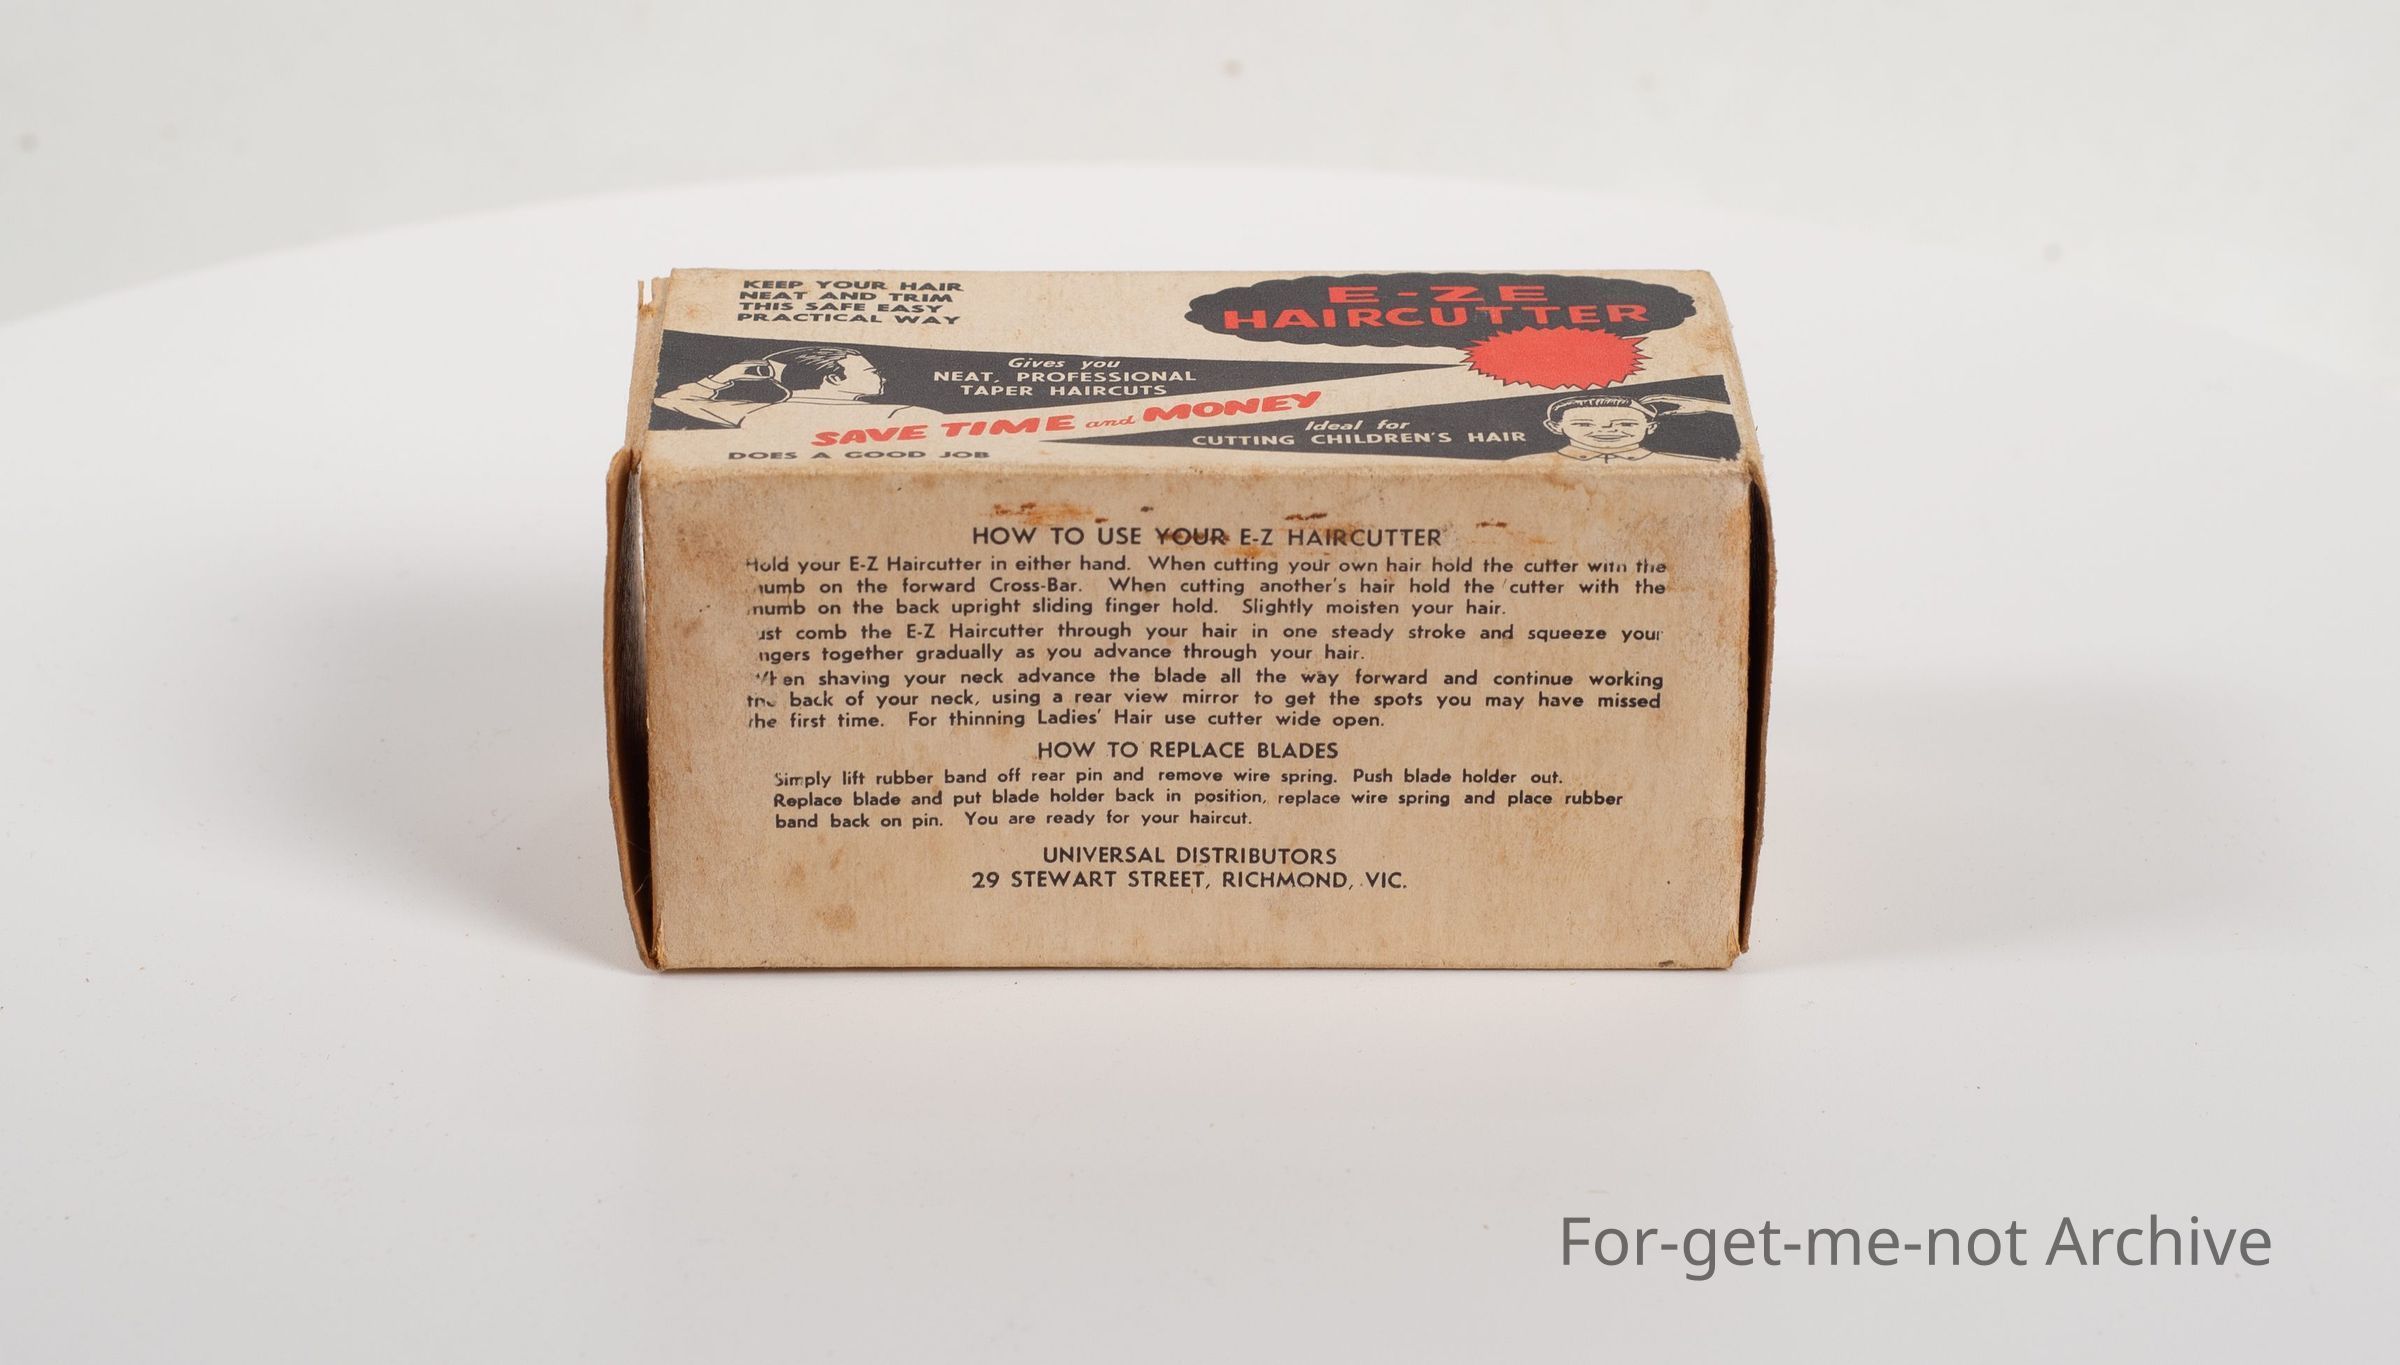 KEEP YOUR HAIR
NEAT AND TRIM
THIS SAFE EASY
PRACTICAL WAY
E-ZE
HAIRCUTTER
Gives you
NEAT, PROFESSIONAL
TAPER HAIRCUTS
SAVE TIME and MONEY
Ideal for
CUTTING CHILDREN'S HAIR
DOES A GOOD JOB
HOW TO USE YOUR E-Z HAIRCUTTER
Hold your E-Z Haircutter in either hand. When cutting your own hair hold the cutter with the
humb on the forward Cross-Bar. When cutting another's hair hold the cutter with the
humb on the back upright sliding finger hold. Slightly moisten your hair.
ust comb the E-Z Haircutter through your hair in one steady stroke and squeeze your
ngers together gradually as you advance through your hair.
When shaving your neck advance the blade all the way forward and continue working
the back of your neck, using a rear view mirror to get the spots you may have missed
the first time. For thinning Ladies' Hair use cutter wide open.
HOW TO REPLACE BLADES
Simply lift rubber band off rear pin and remove wire spring. Push blade holder out.
Replace blade and put blade holder back in position, replace wire spring and place rubber
band back on pin. You are ready for your haircut.
UNIVERSAL DISTRIBUTORS
29 STEWART STREET, RICHMOND, VIC.
For-get-me-not Archive